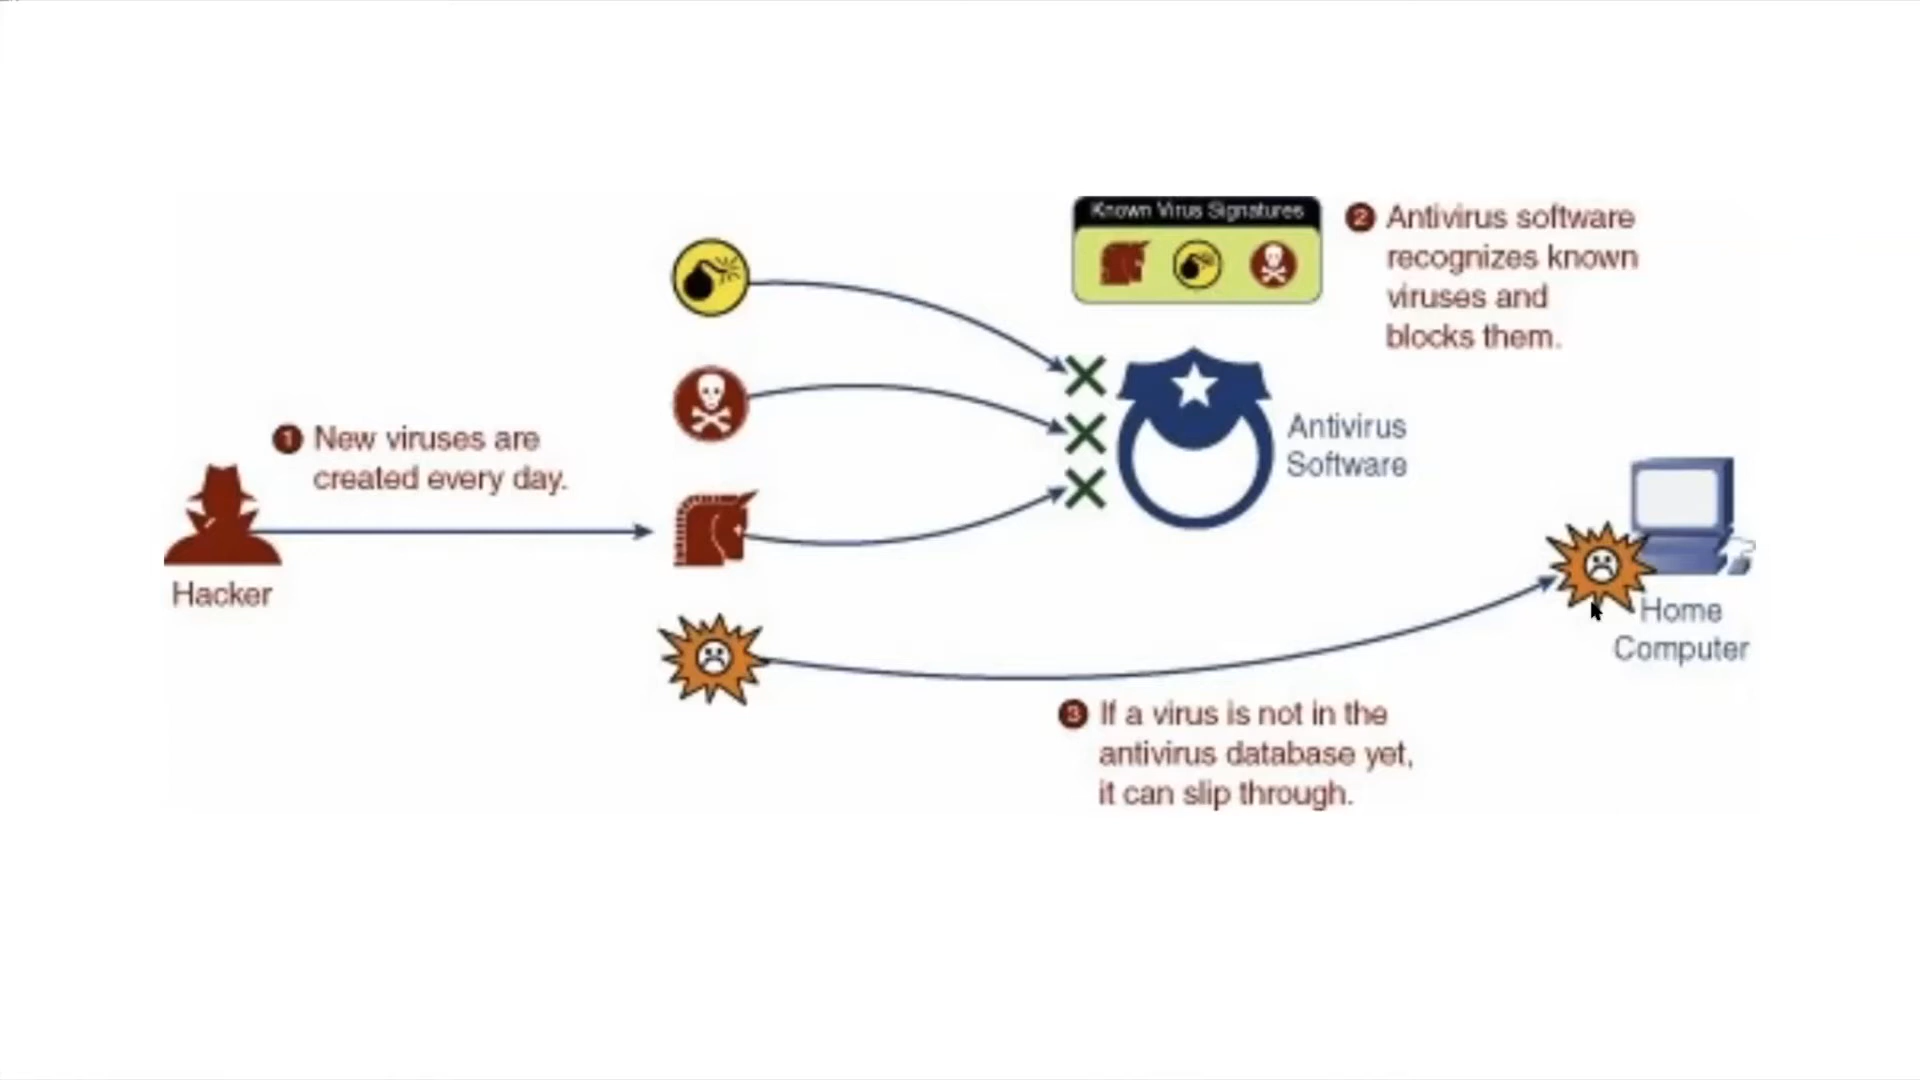 Known Virus Signatures
2 Antivirus software
recognizes known
viruses and
blocks them.
1 New viruses are
created every day.
Hacker
Antivirus
Software
Home
Computer
3 If a virus is not in the
antivirus database yet,
it can slip through.